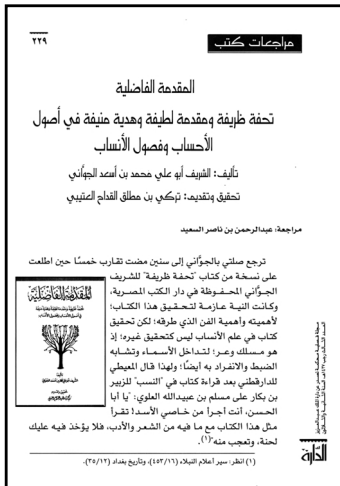 ٢٢٩
مراجعات كتب
المقدمة الفاضلية
تحفة ظريفة ومقدمة لطيفة وهدية منيفة في أصول
الأحساب وفصول الأنساب
تأليف: الشريف أبو علي محمد بن أسعد الجوَّاني
تحقيق وتقديم: تركي بن مطلق القداح العتيبي
مراجعة: عبدالرحمن بن ناصر السعيد
ترجع صلتي بالجوَّاني إلى سنين مضت تقارب خمسًا حين اطلعت
على نسخة من كتاب "تحفة ظريفة" للشريف
الجوَّاني المحفوظة في دار الكتب المصرية،
وكانت النية عازمة لتحقيق هذا الكتاب؛
لأهميته وأهمية الفن الذي طرقه؛ لكن تحقيق
كتاب في علم الأنساب ليس كتحقيق غيره؛ إذ
هو مسلك وعر؛ لتداخل الأسماء وتشابه
الضبط والانفراد به أيضًا؛ ولهذا قال المعيطي
للدارقطني بعد قراءة كتاب في "النسب" للزبير
بن بكار على مسلم بن عبيدالله العلوي: "يا أبا
الحسن، أنت أجرأ من خاصي الأسد! تقرأ
مثل هذا الكتاب مع ما فيه من الشعر والأدب، فلا يؤخذ فيه عليك
لحنة، وتعجب منه"(١).
(١) انظر: سير أعلام النبلاء (٥٥٣/١٦)، وتأريخ بغداد (٣٥/١٢).
المقدمة الفاضلية
الدارة